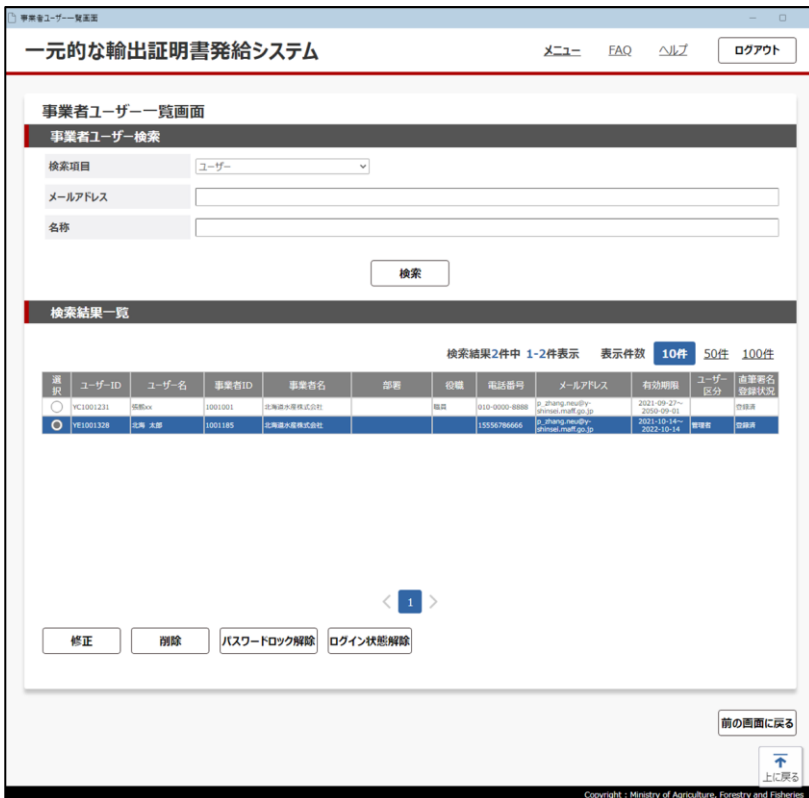 事業者ユーザー一覧画面
一元的な輸出証明書発給システム
メニュー FAQ ヘルプ ログアウト
事業者ユーザー一覧画面
事業者ユーザー検索
検索項目 ユーザー
メールアドレス
名称
検索
検索結果一覧
検索結果2件中 1-2件表示 表示件数 10件 50件 100件
選択 ユーザーID ユーザー名 事業者ID 事業者名 部署 役職 電話番号 メールアドレス 有効期限 ユーザー区分 直筆署名登録状況
YC1001231 1001001 北海道水産株式会社 職員 010-0000-8888 p_zhang.neu@y-shinsei.maff.go.jp 2021-09-27～2050-09-01 登録済
YE1001328 北海 太郎 1001185 北海道水産株式会社 15556786666 p_zhang.neu@y-shinsei.maff.go.jp 2021-10-14～2022-10-14 管理者 登録済
1
修正 削除 パスワードロック解除 ログイン状態解除
前の画面に戻る
上に戻る
Copyright : Ministry of Agriculture, Forestry and Fisheries